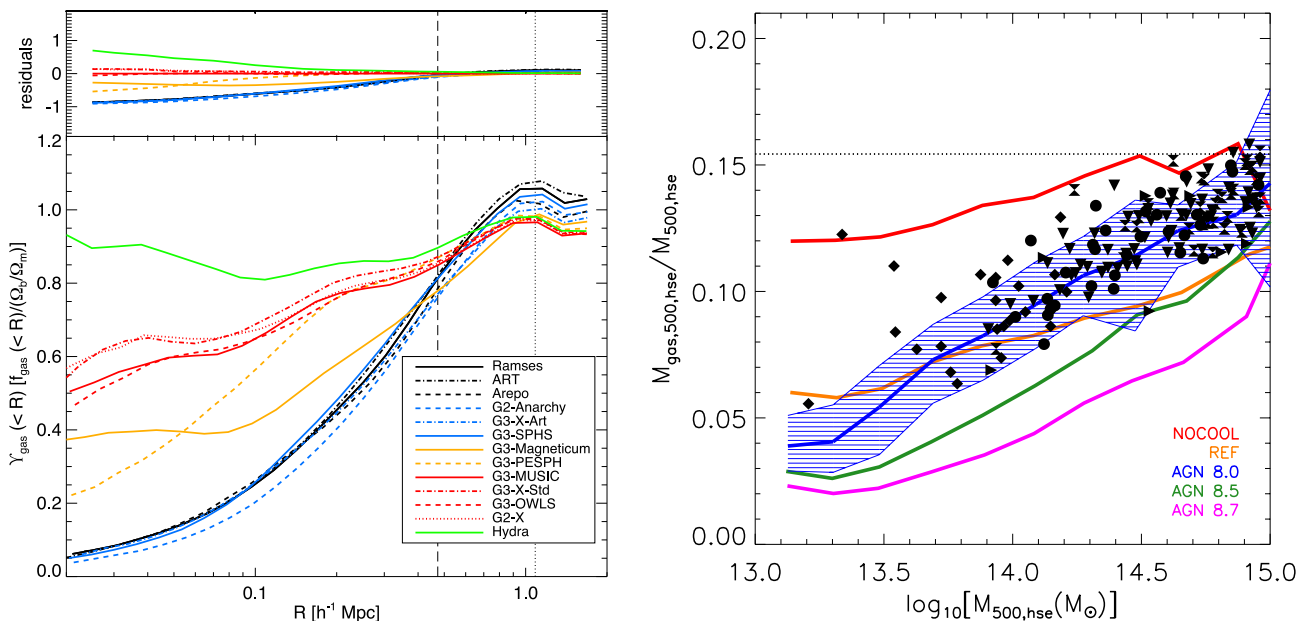 residuals
1
0
-1
Υgas (< R) [fgas (< R)/(Ωb/Ωm)]
1.2
1.0
0.8
0.6
0.4
0.2
0.0
Ramses
ART
Arepo
G2-Anarchy
G3-X-Art
G3-SPHS
G3-Magneticum
G3-PESPH
G3-MUSIC
G3-X-Std
G3-OWLS
G2-X
Hydra
0.1 1.0
R [h⁻¹ Mpc]
Mgas,500,hse/M500,hse
0.20
0.15
0.10
0.05
0.00
NOCOOL
REF
AGN 8.0
AGN 8.5
AGN 8.7
13.0 13.5 14.0 14.5 15.0
log10[M500,hse(M⊙)]